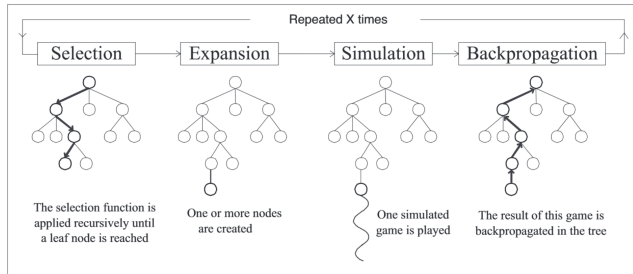 Repeated X times
Selection
Expansion
Simulation
Backpropagation
The selection function is
applied recursively until
a leaf node is reached
One or more nodes
are created
One simulated
game is played
The result of this game is
backpropagated in the tree